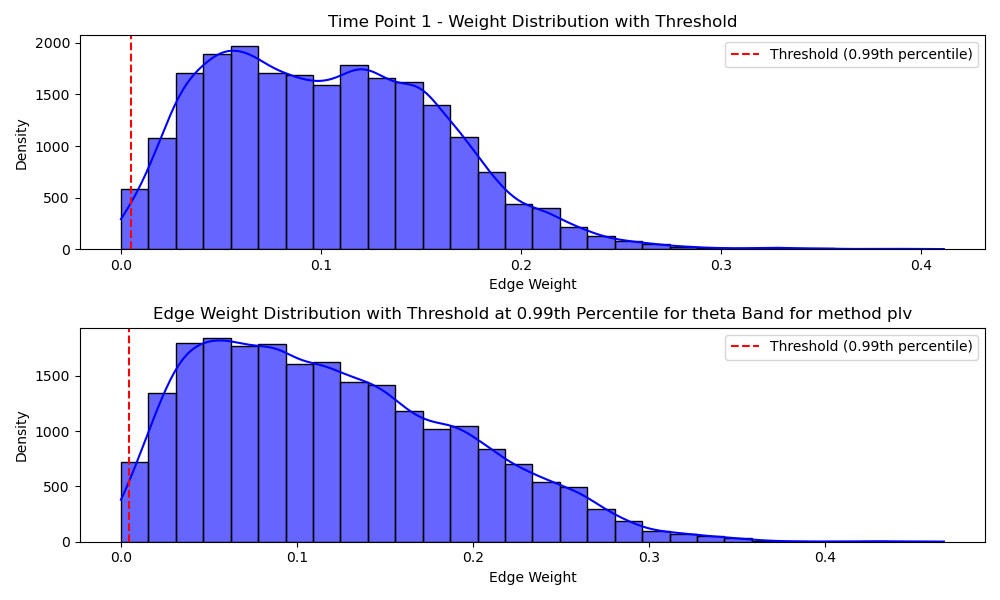 Time Point 1 - Weight Distribution with Threshold
Threshold (0.99th percentile)
Density
2000
1500
1000
500
0
0.0 0.1 0.2 0.3 0.4
Edge Weight
Edge Weight Distribution with Threshold at 0.99th Percentile for theta Band for method plv
Threshold (0.99th percentile)
Density
1500
1000
500
0
0.0 0.1 0.2 0.3 0.4
Edge Weight